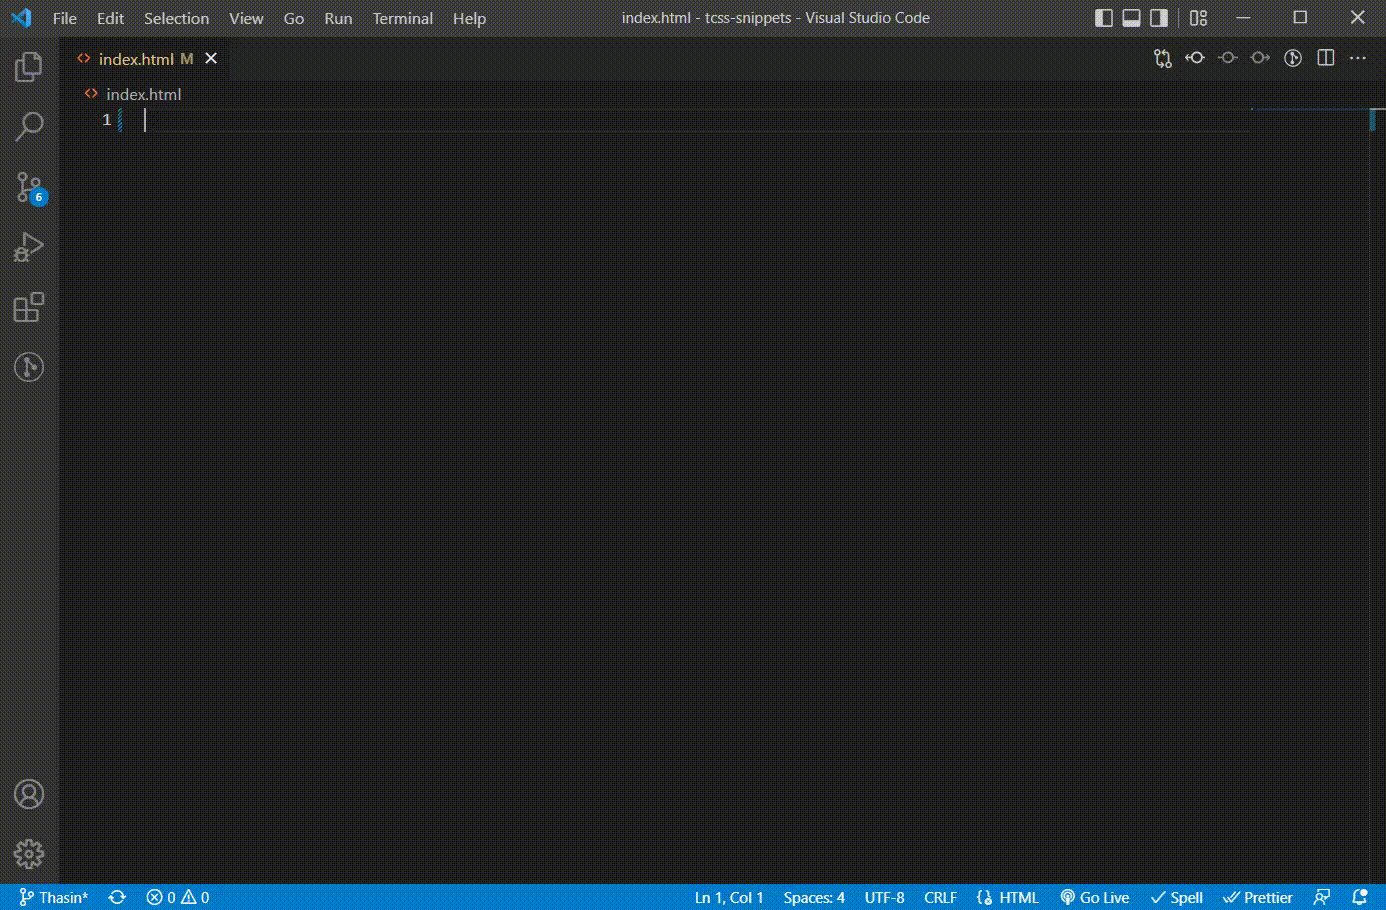 File Edit Selection View Go Run Terminal Help index.html - tcss-snippets - Visual Studio Code
index.html M
index.html
1
6
Thasin* 0 0 Ln 1, Col 1 Spaces: 4 UTF-8 CRLF HTML Go Live Spell Prettier